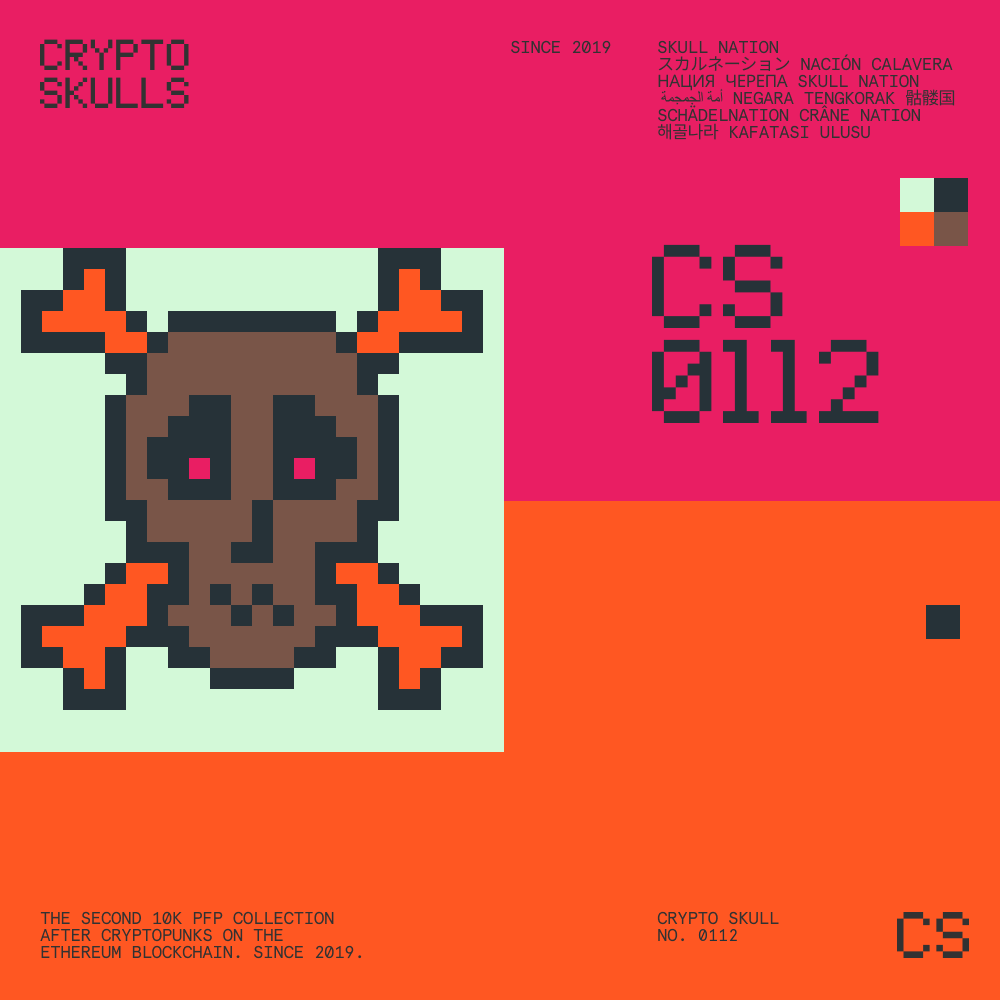 CRYPTO
SKULLS
SINCE 2019
SKULL NATION
スカルネーション NACIÓN CALAVERA
НАЦИЯ ЧЕРЕПА SKULL NATION
أمة الجمجمة NEGARA TENGKORAK 骷髅国
SCHÄDELNATION CRÂNE NATION
해골나라 KAFATASI ULUSU
CS
0112
THE SECOND 10K PFP COLLECTION
AFTER CRYPTOPUNKS ON THE
ETHEREUM BLOCKCHAIN. SINCE 2019.
CRYPTO SKULL
NO. 0112
CS